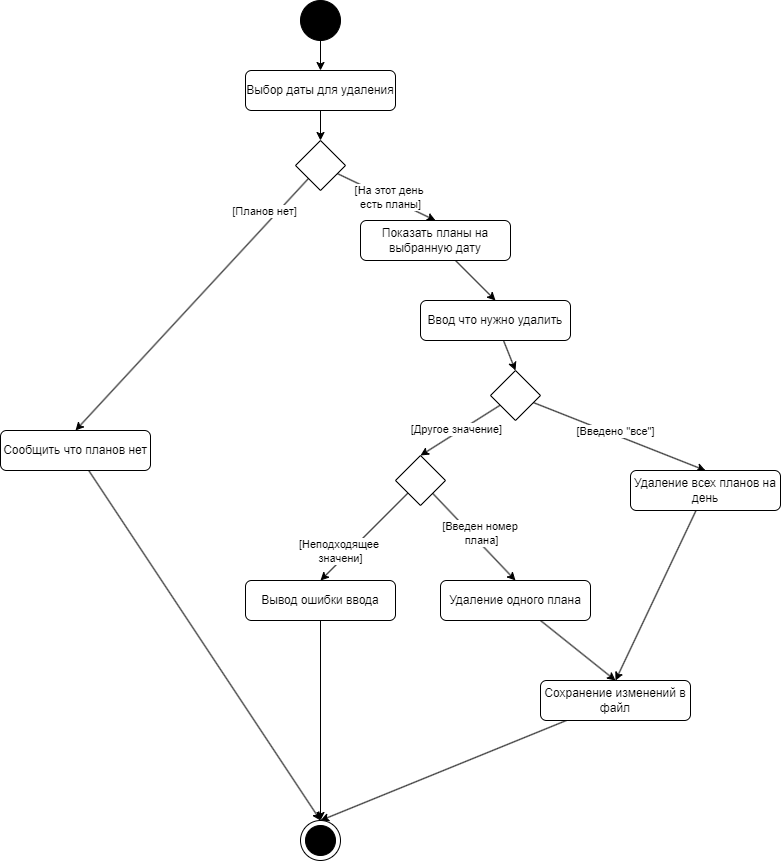 Выбор даты для удаления
[На этот день
есть планы]
[Планов нет]
Показать планы на
выбранную дату
Ввод что нужно удалить
[Другое значение]
[Введено "все"]
Сообщить что планов нет
Удаление всех планов на
день
[Введен номер
плана]
[Неподходящее
значени]
Вывод ошибки ввода
Удаление одного плана
Сохранение изменений в
файл